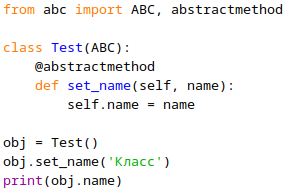 from abc import ABC, abstractmethod

class Test(ABC):
    @abstractmethod
    def set_name(self, name):
        self.name = name

obj = Test()
obj.set_name('Класс')
print(obj.name)